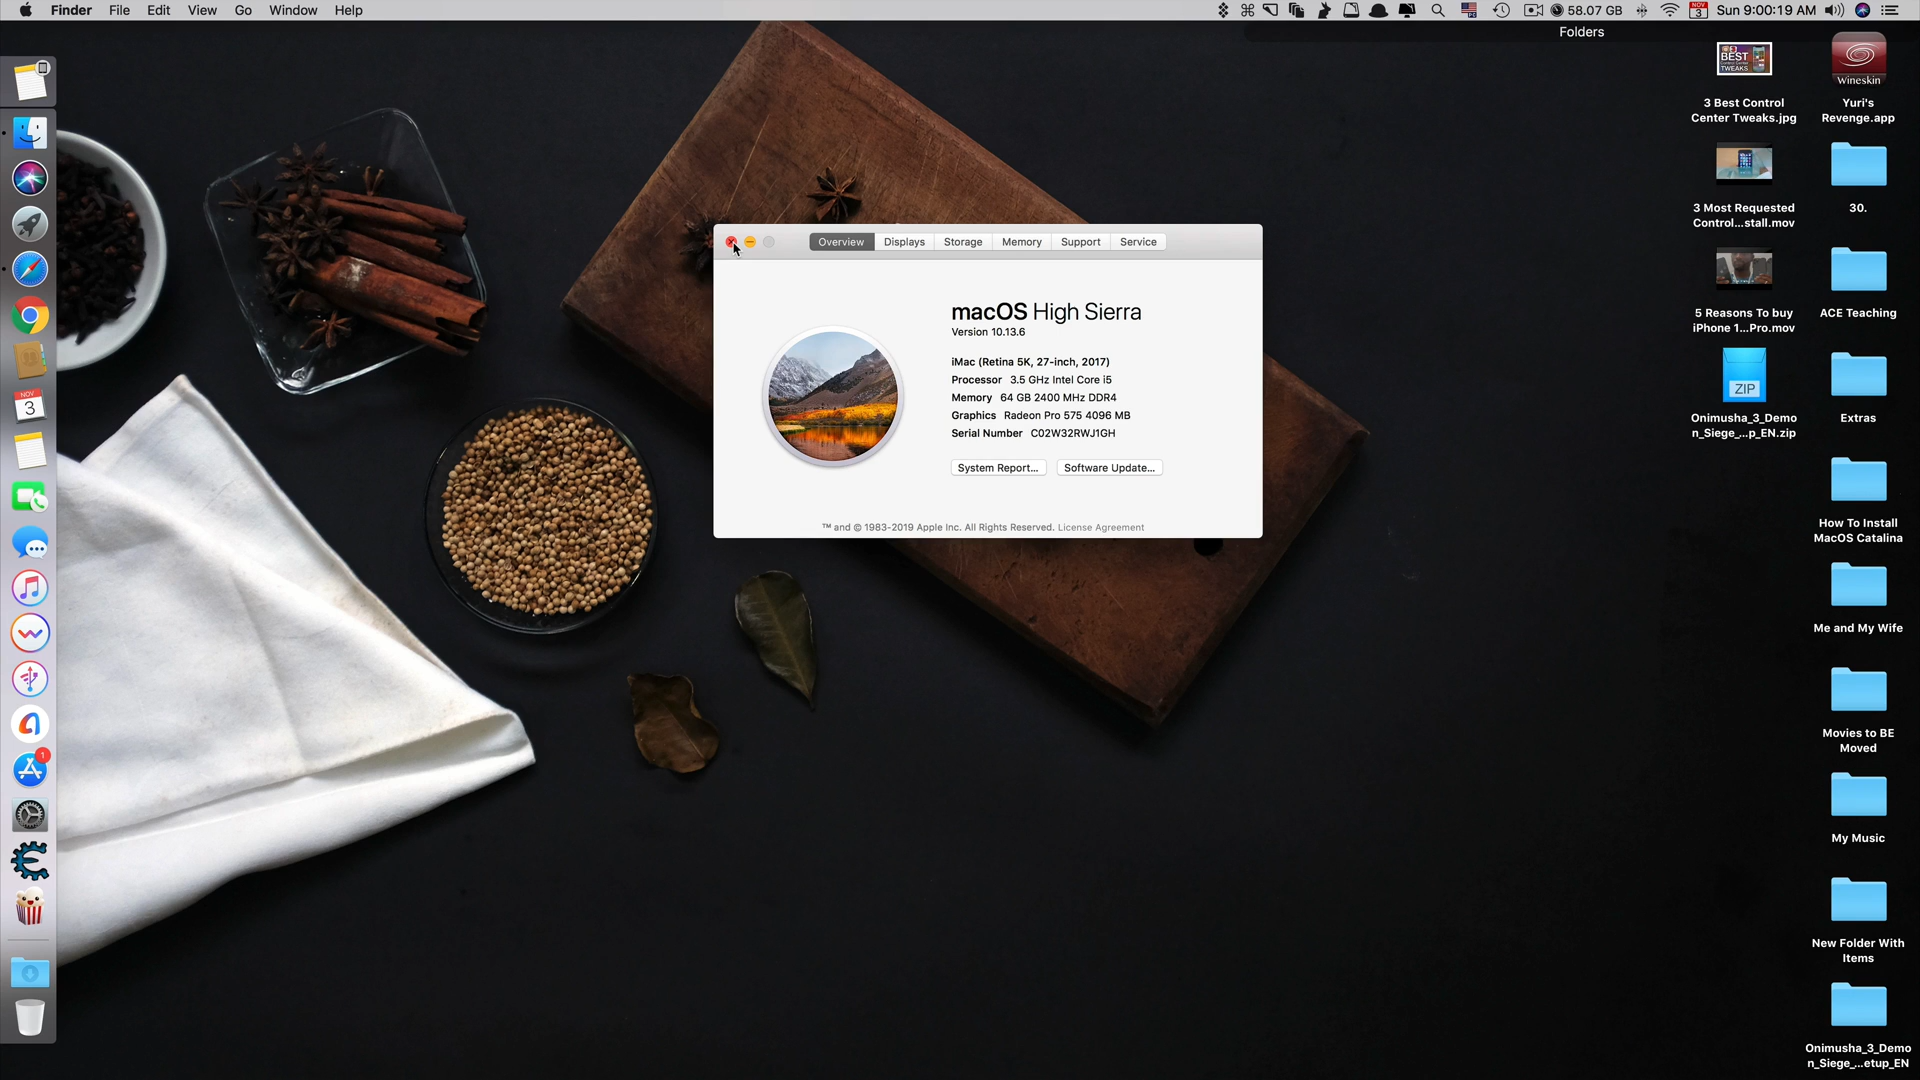 Finder File Edit View Go Window Help
58.07 GB
NOV
3
Sun 9:00:19 AM
Folders
BEST
TWEAKS
3 Best Control
Center Tweaks.jpg
Wineskin
Yuri's
Revenge.app
3 Most Requested
Control...stall.mov
30.
5 Reasons To buy
iPhone 1...Pro.mov
ACE Teaching
ZIP
Onimusha_3_Demo
n_Siege_...p_EN.zip
Extras
How To Install
MacOS Catalina
Me and My Wife
Movies to BE
Moved
My Music
New Folder With
Items
Onimusha_3_Demo
n_Siege_...etup_EN
NOV
3
1
Overview Displays Storage Memory Support Service
macOS High Sierra
Version 10.13.6
iMac (Retina 5K, 27-inch, 2017)
Processor 3.5 GHz Intel Core i5
Memory 64 GB 2400 MHz DDR4
Graphics Radeon Pro 575 4096 MB
Serial Number C02W32RWJ1GH
System Report...
Software Update...
™ and © 1983-2019 Apple Inc. All Rights Reserved. License Agreement